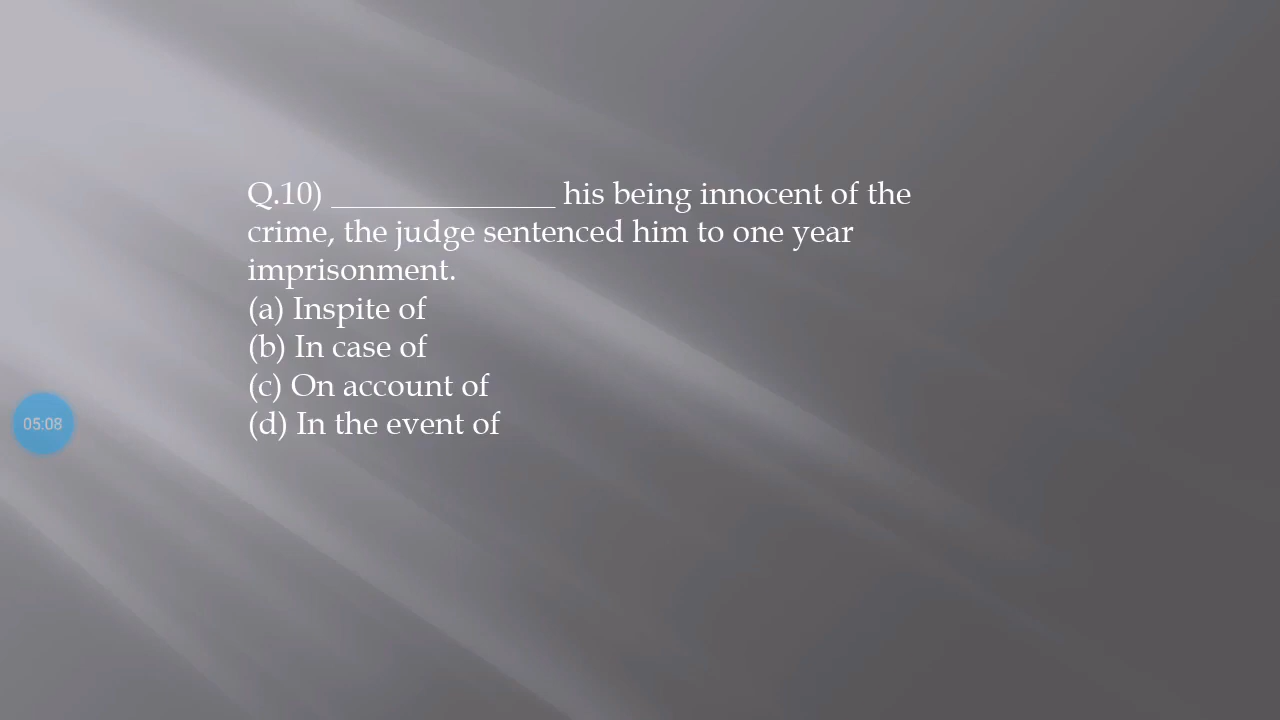 Q.10) ______________ his being innocent of the
crime, the judge sentenced him to one year
imprisonment.
(a) Inspite of
(b) In case of
(c) On account of
(d) In the event of
05:08